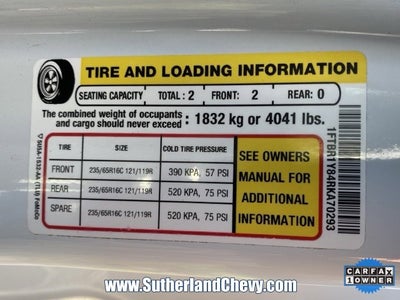 TIRE AND LOADING INFORMATION
SEATING CAPACITY TOTAL : 2 FRONT: 2 REAR: 0
The combined weight of occupants
and cargo should never exceed : 1832 kg or 4041 lbs.
TIRE SIZE COLD TIRE PRESSURE
FRONT 235/65R16C 121/119R 390 KPA, 57 PSI
REAR 235/65R16C 121/119R 520 KPA, 75 PSI
SPARE 235/65R16C 121/119R 520 KPA, 75 PSI
SEE OWNERS
MANUAL FOR
ADDITIONAL
INFORMATION
1FTBR1Y84RKA70293
www.SutherlandChevy.com
CARFAX
1 OWNER